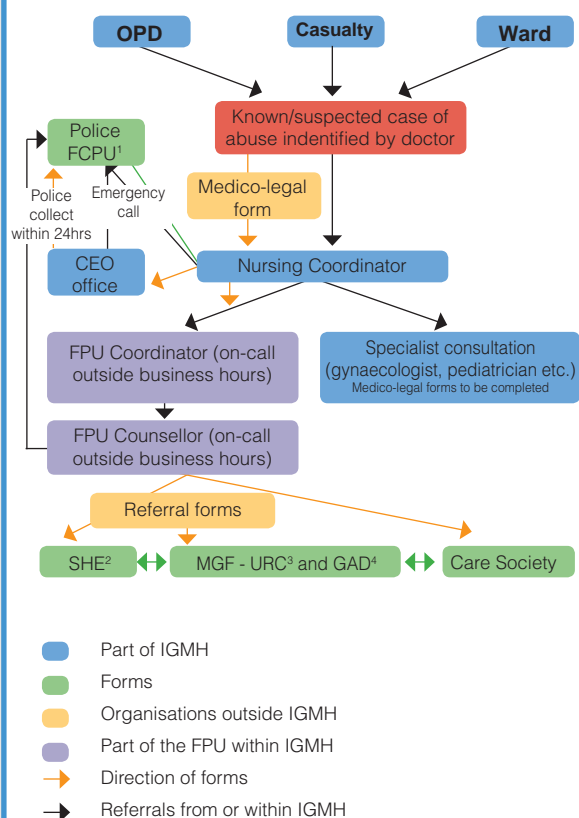 OPD
Casualty
Ward
Known/suspected case of
abuse indentified by doctor
Police
FCPU¹
Medico-legal
form
Police
collect
within 24hrs
Emergency
call
CEO
office
Nursing Coordinator
FPU Coordinator (on-call
outside business hours)
Specialist consultation
(gynaecologist, pediatrician etc.)
Medico-legal forms to be completed
FPU Counsellor (on-call
outside business hours)
Referral forms
SHE²
MGF - URC³ and GAD⁴
Care Society
Part of IGMH
Forms
Organisations outside IGMH
Part of the FPU within IGMH
Direction of forms
Referrals from or within IGMH